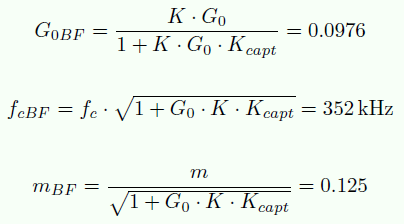 G_{0BF} = \frac{K \cdot G_0}{1 + K \cdot G_0 \cdot K_{capt}} = 0.0976
f_{cBF} = f_c \cdot \sqrt{1 + G_0 \cdot K \cdot K_{capt}} = 352 kHz
m_{BF} = \frac{m}{\sqrt{1 + G_0 \cdot K \cdot K_{capt}}} = 0.125